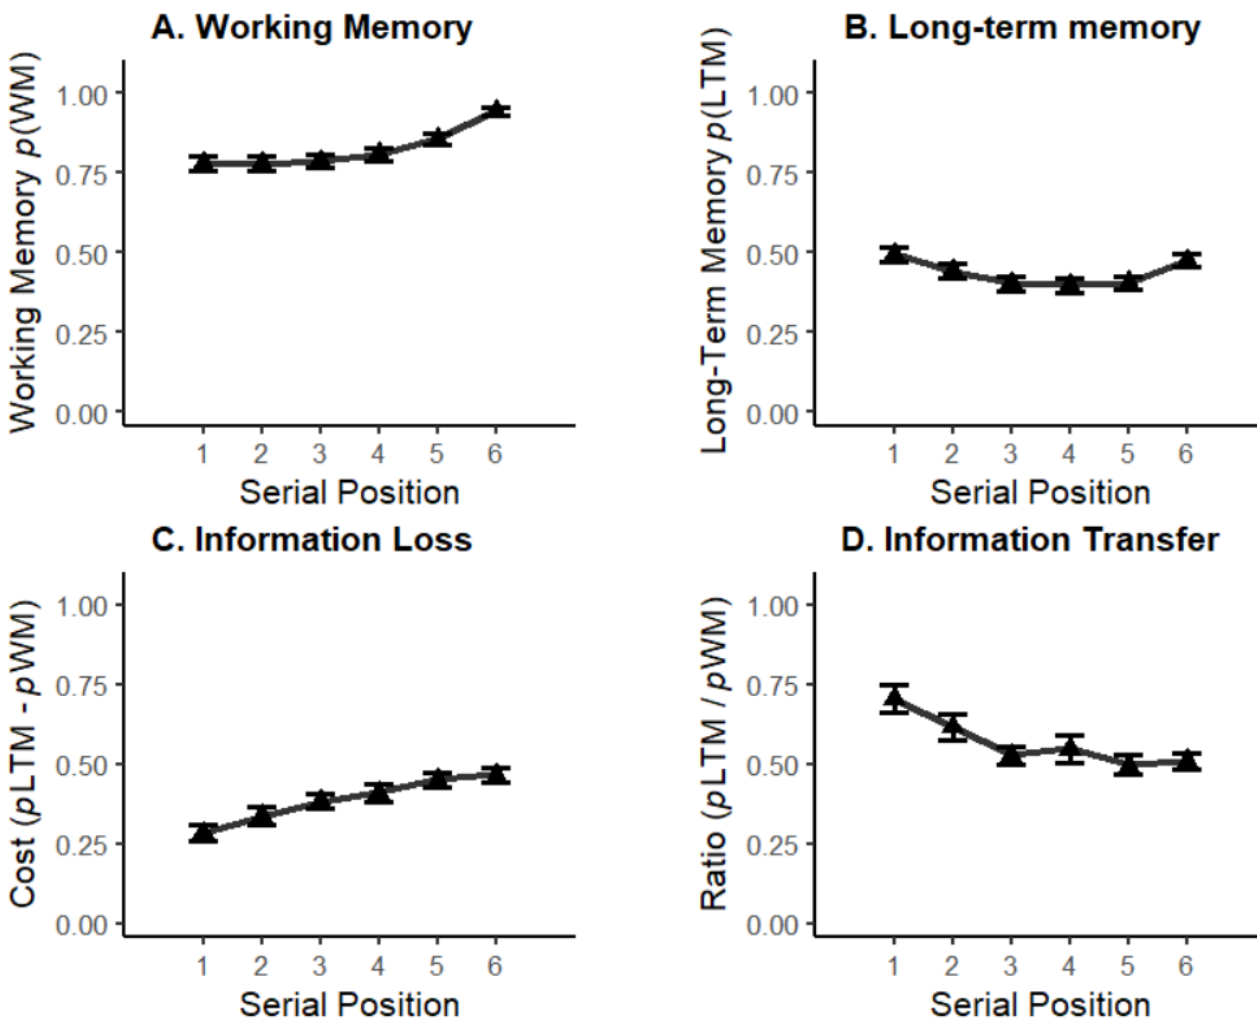 A. Working Memory
Working Memory p(WM)
1.00
0.75
0.50
0.25
0.00
1 2 3 4 5 6
Serial Position
B. Long-term memory
Long-Term Memory p(LTM)
1.00
0.75
0.50
0.25
0.00
1 2 3 4 5 6
Serial Position
C. Information Loss
Cost (pLTM - pWM)
1.00
0.75
0.50
0.25
0.00
1 2 3 4 5 6
Serial Position
D. Information Transfer
Ratio (pLTM / pWM)
1.00
0.75
0.50
0.25
0.00
1 2 3 4 5 6
Serial Position